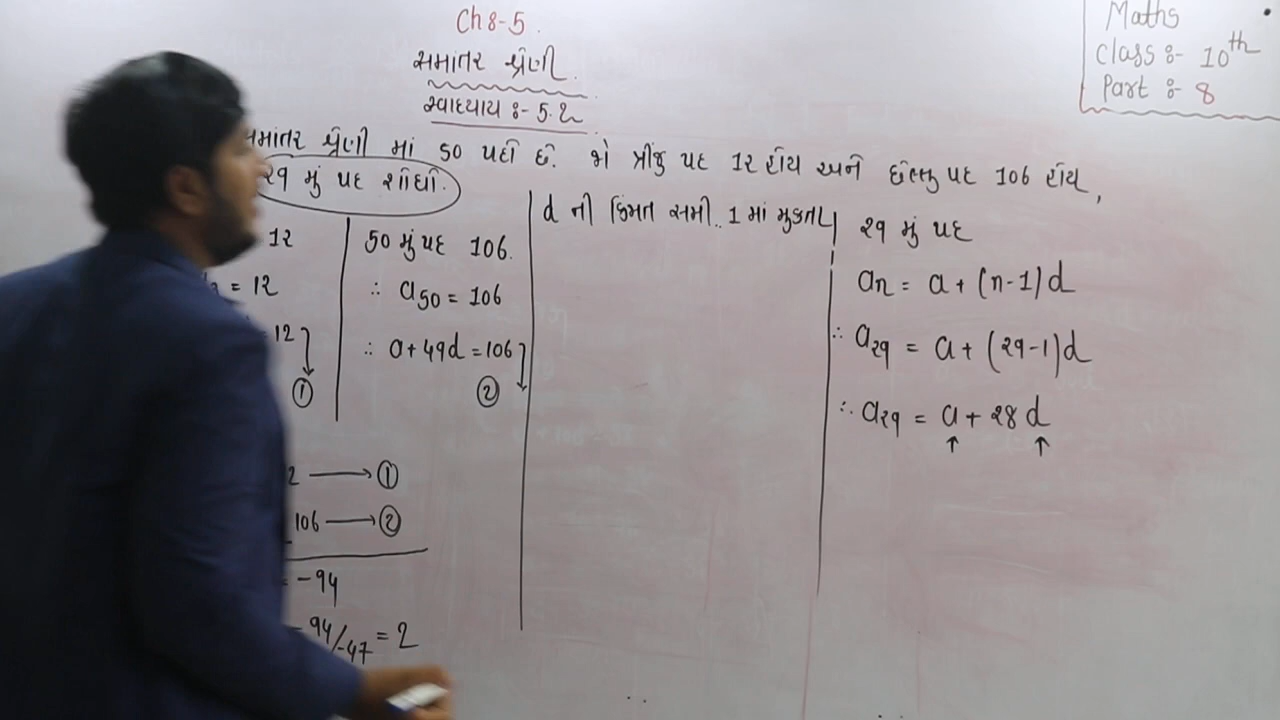 Ch 8-5.
Maths
Class :- 10th
Part :- 8
સમાંતર શ્રેણી.
સ્વાધ્યાય :- 5.2
સમાંતર શ્રેણી માં 50 પદો છે. જો ત્રીજુ પદ 12 હોય અને છેલ્લુ પદ 106 હોય,
29 મું પદ શોધો.
12
= 12
= 12
①
50 મું પદ 106.
∴ a50 = 106
∴ a + 49d = 106
②
2 → ①
106 → ②
= -94
-94/-47 = 2
d ની કિંમત સમી. 1 માં મુકતા
29 મું પદ
an = a + (n-1)d
∴ a29 = a + (29-1)d
∴ a29 = a + 28 d